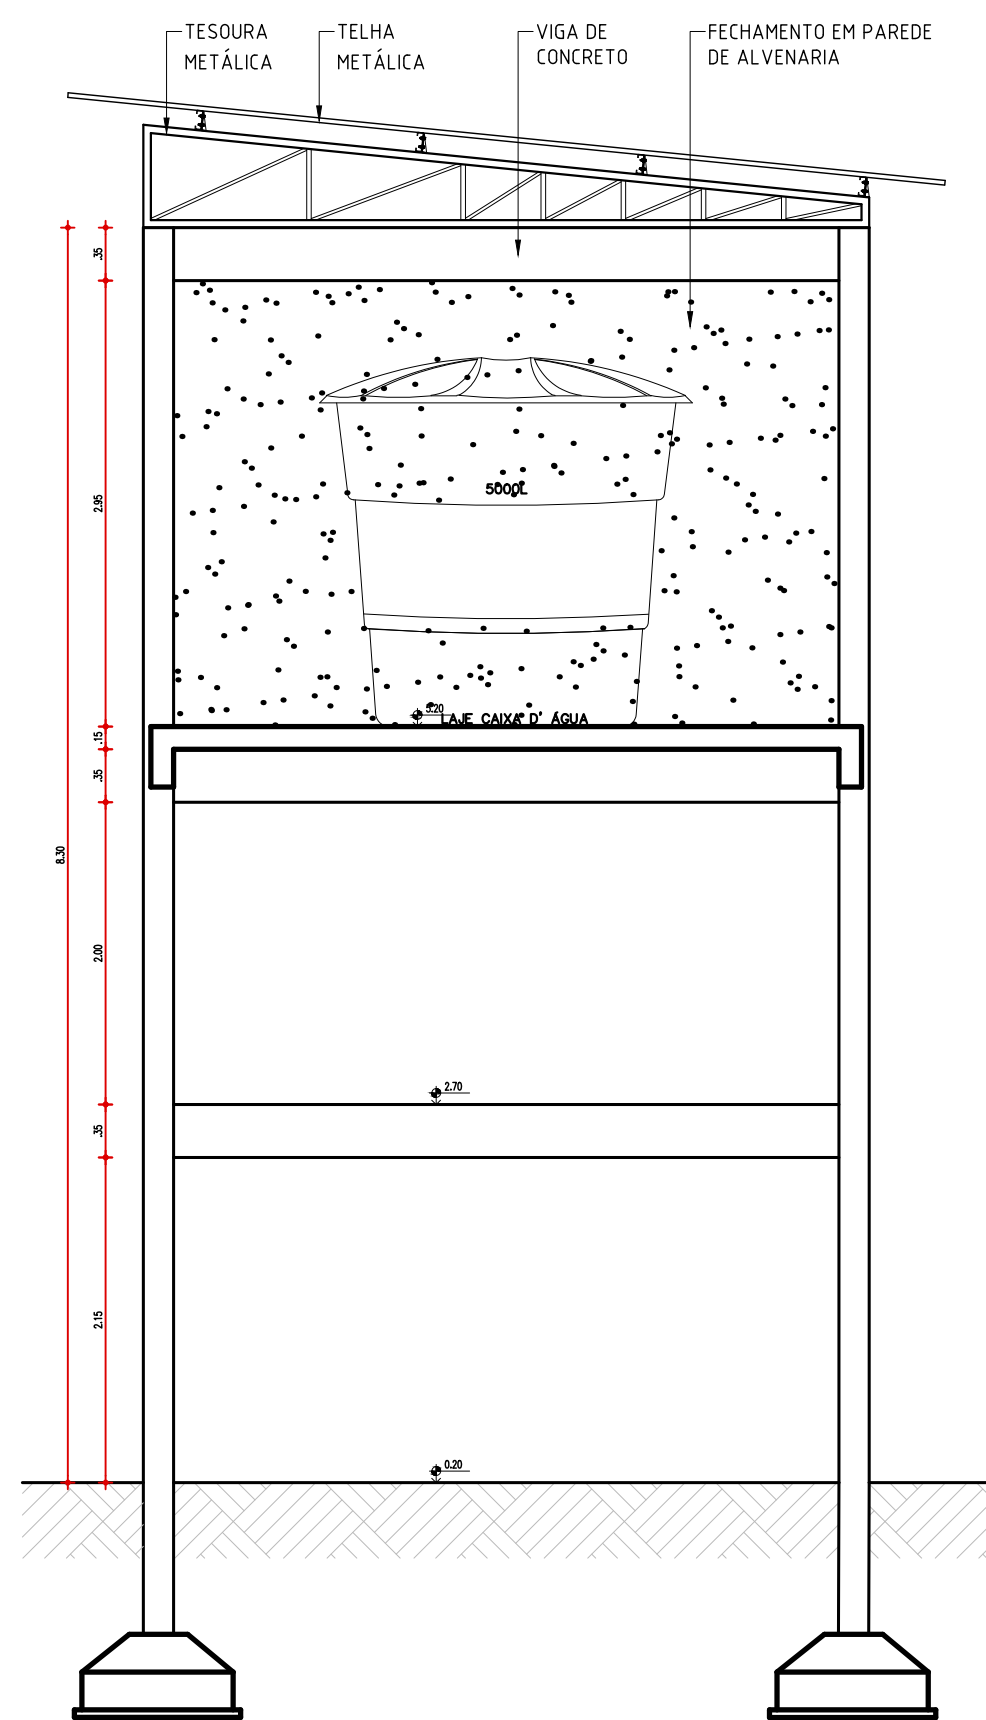 TESOURA
METÁLICA
TELHA
METÁLICA
VIGA DE
CONCRETO
FECHAMENTO EM PAREDE
DE ALVENARIA
.35
2.95
5000L
5.20
LAJE CAIXA D' ÁGUA
.15
.35
8.30
2.00
2.70
.35
2.15
0.20